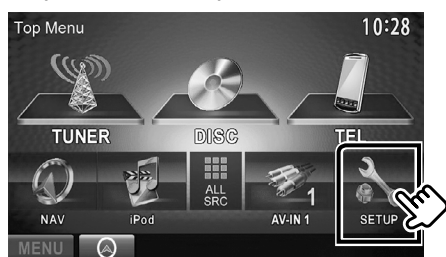 Top Menu 10:28
TUNER DISC TEL
NAV iPod ALL SRC 1 AV-IN 1 SETUP
MENU